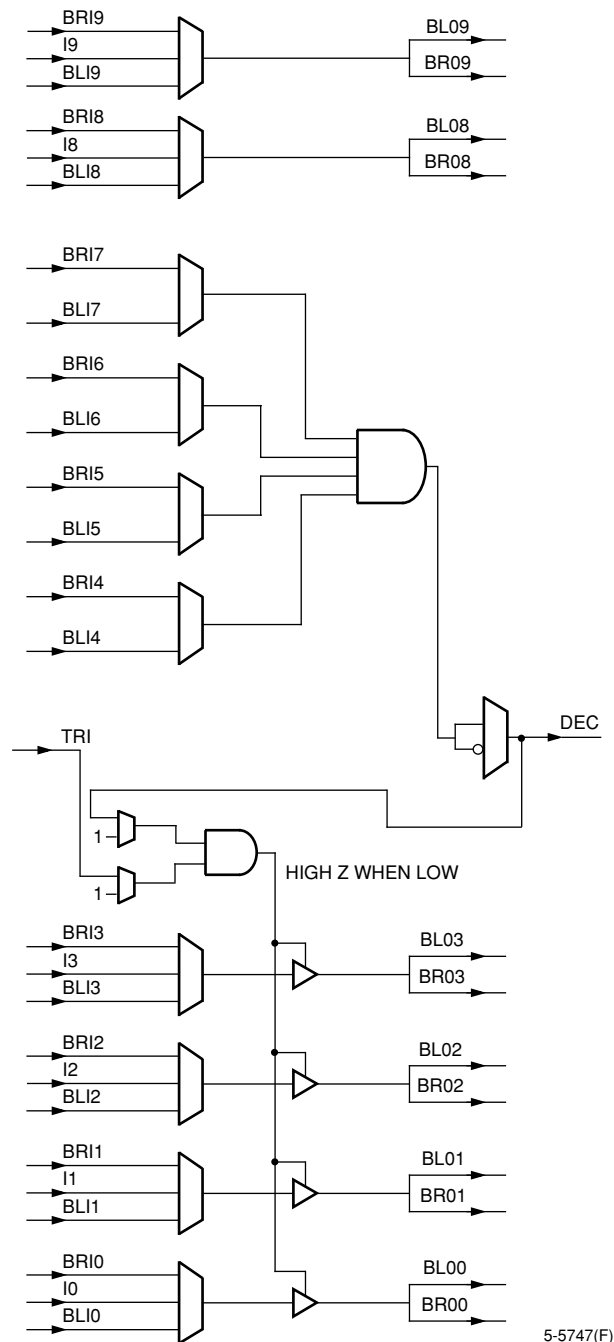 BRI9
I9
BLI9
BL09
BR09
BRI8
I8
BLI8
BL08
BR08
BRI7
BLI7
BRI6
BLI6
BRI5
BLI5
BRI4
BLI4
TRI
DEC
1
1
HIGH Z WHEN LOW
BRI3
I3
BLI3
BL03
BR03
BRI2
I2
BLI2
BL02
BR02
BRI1
I1
BLI1
BL01
BR01
BRI0
I0
BLI0
BL00
BR00
5-5747(F)